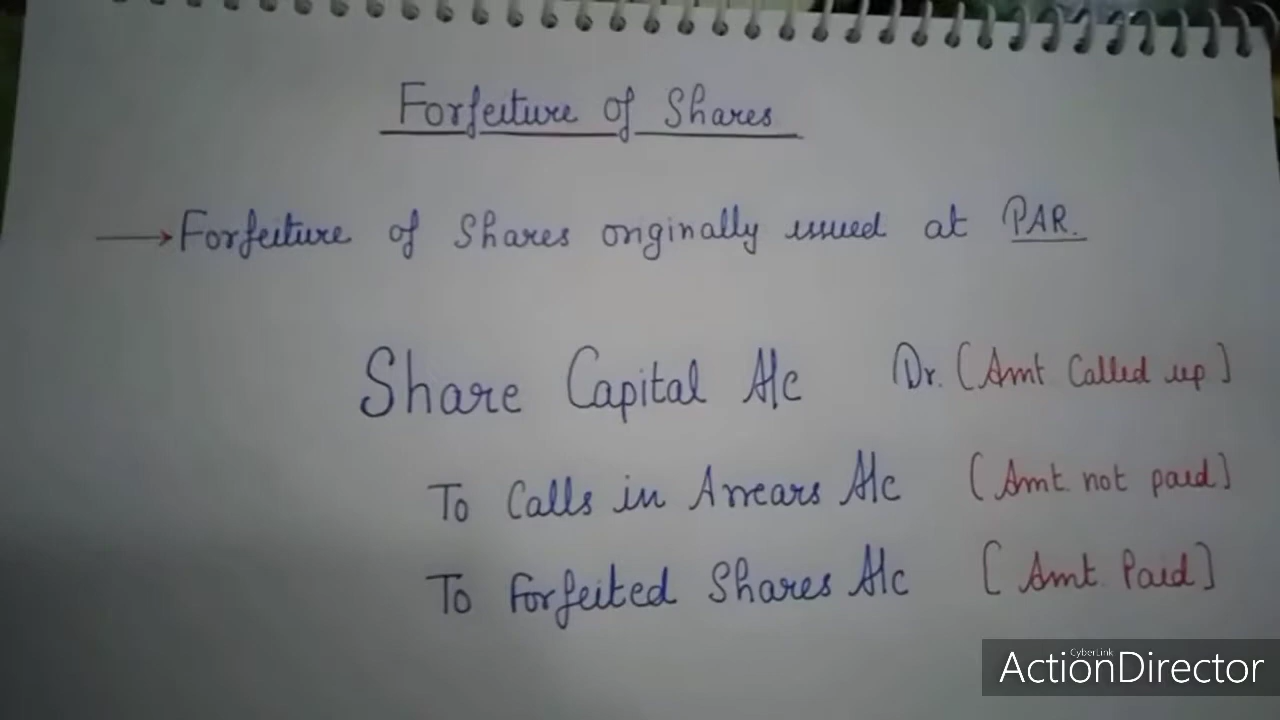 Forfeiture of Shares
Forfeiture of Shares originally issued at PAR.
Share Capital A/c Dr. [Amt Called up]
To Calls in Arrears A/c [Amt. not paid]
To Forfeited Shares A/c [Amt. Paid]
CyberLink
ActionDirector